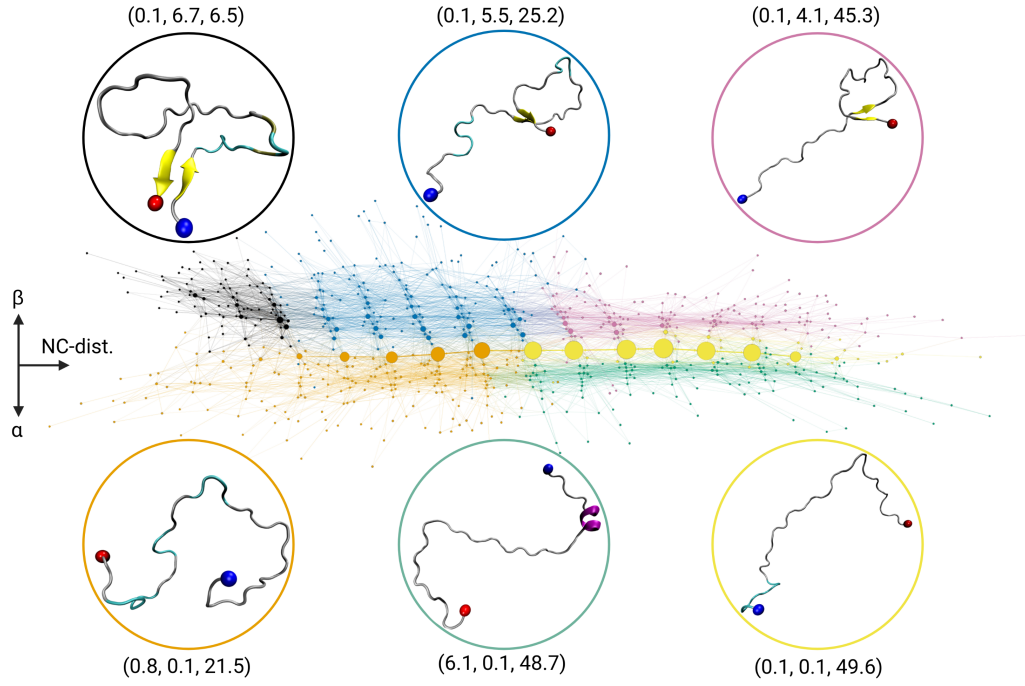 (0.1, 6.7, 6.5)
(0.1, 5.5, 25.2)
(0.1, 4.1, 45.3)
β
NC-dist.
α
(0.8, 0.1, 21.5)
(6.1, 0.1, 48.7)
(0.1, 0.1, 49.6)